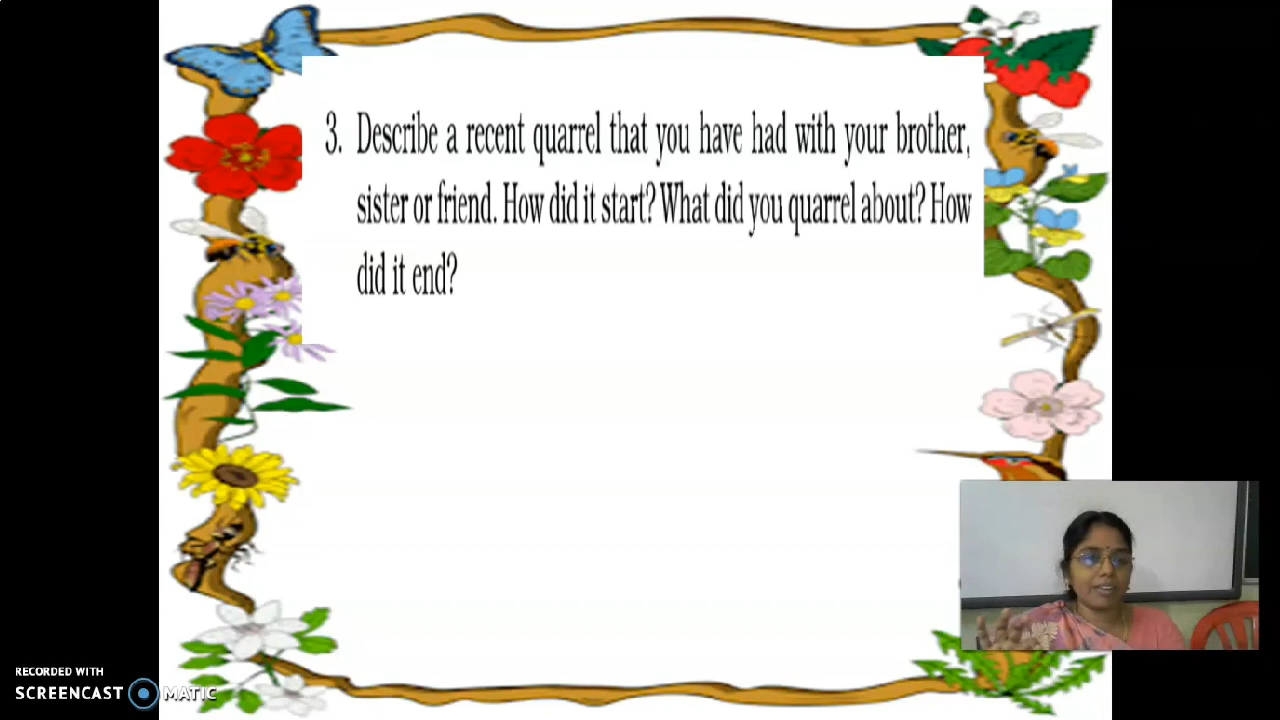 3. Describe a recent quarrel that you have had with your brother,
sister or friend. How did it start? What did you quarrel about? How
did it end?
RECORDED WITH
SCREENCAST MATIC